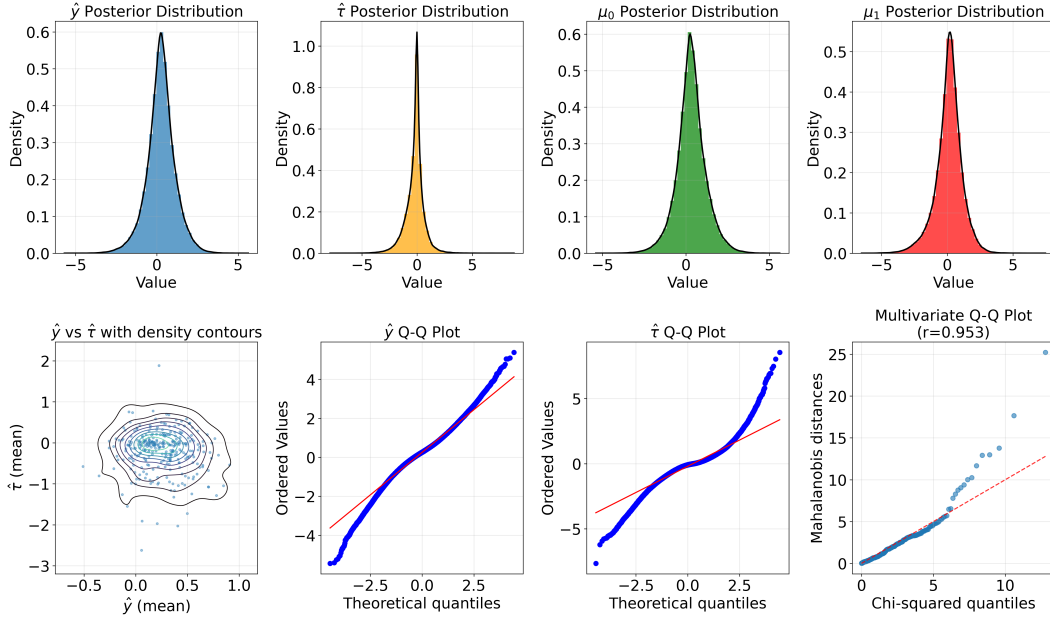 ŷ Posterior Distribution
τ̂ Posterior Distribution
μ₀ Posterior Distribution
μ₁ Posterior Distribution
0.6
0.5
0.4
0.3
0.2
0.1
0.0
Density
−5
0
5
Value
1.0
0.8
0.6
0.4
0.2
0.0
Density
−5
0
5
Value
0.6
0.5
0.4
0.3
0.2
0.1
0.0
Density
−5
0
5
Value
0.5
0.4
0.3
0.2
0.1
0.0
Density
−5
0
5
Value
ŷ vs τ̂ with density contours
2
1
0
−1
−2
−3
τ̂ (mean)
−0.5
0.0
0.5
1.0
ŷ (mean)
ŷ Q-Q Plot
4
2
0
−2
−4
Ordered Values
−2.5
0.0
2.5
Theoretical quantiles
τ̂ Q-Q Plot
5
0
−5
Ordered Values
−2.5
0.0
2.5
Theoretical quantiles
Multivariate Q-Q Plot
(r=0.953)
25
20
15
10
5
0
Mahalanobis distances
0
5
10
Chi-squared quantiles